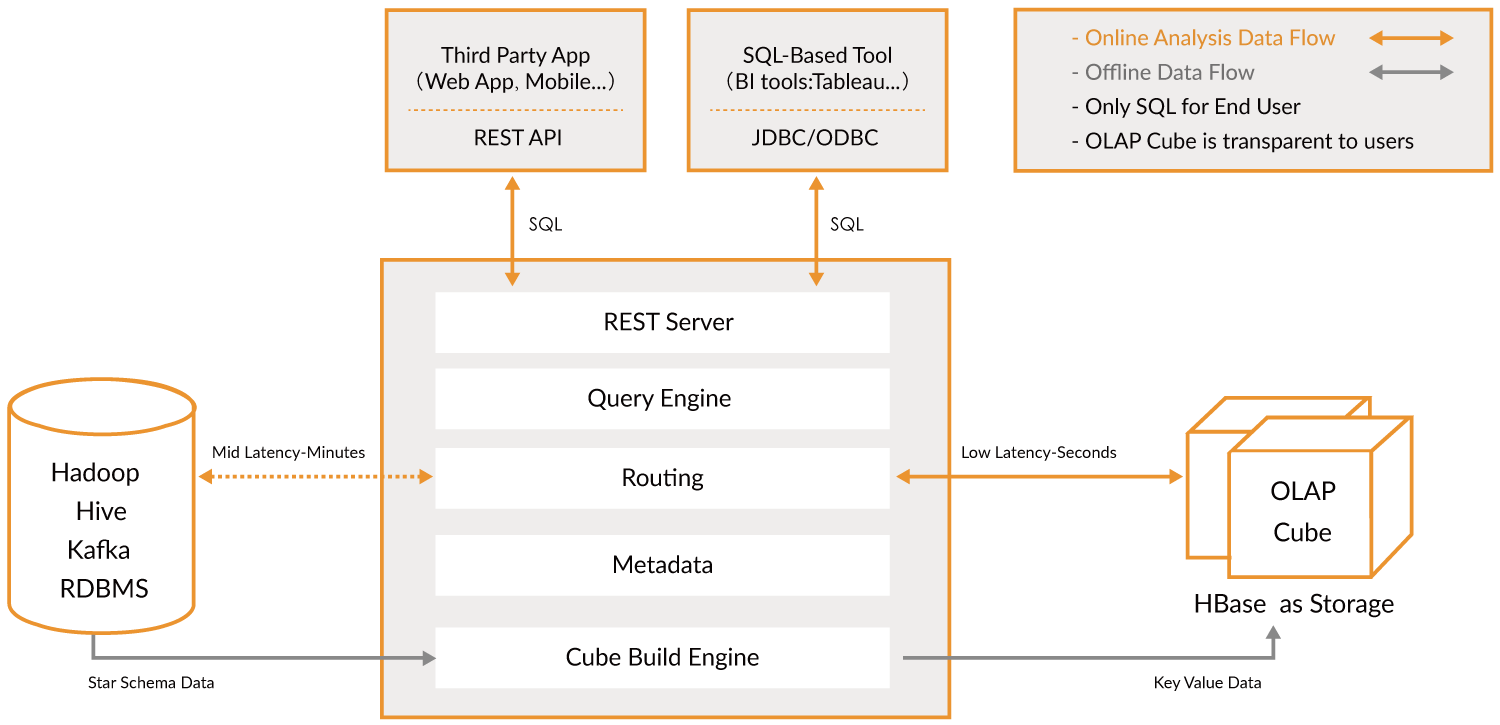 Third Party App
（Web App, Mobile...）
REST API
SQL-Based Tool
（BI tools:Tableau...）
JDBC/ODBC
- Online Analysis Data Flow
- Offline Data Flow
- Only SQL for End User
- OLAP Cube is transparent to users
SQL
SQL
REST Server
Query Engine
Routing
Metadata
Cube Build Engine
Hadoop
Hive
Kafka
RDBMS
Mid Latency-Minutes
Low Latency-Seconds
OLAP
Cube
HBase as Storage
Star Schema Data
Key Value Data